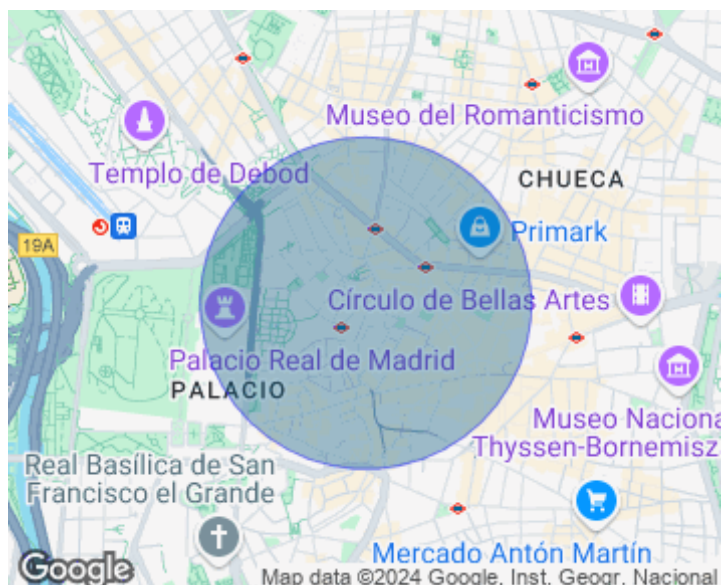 Museo del Romanticismo
Templo de Debod
CHUECA
19A
Primark
Círculo de Bellas Artes
Palacio Real de Madrid
PALACIO
Museo Naciona
Thyssen-Bornemisz
Real Basílica de San
Francisco el Grande
Mercado Antón Martín
Google
Map data ©2024 Google, Inst. Geogr. Nacional